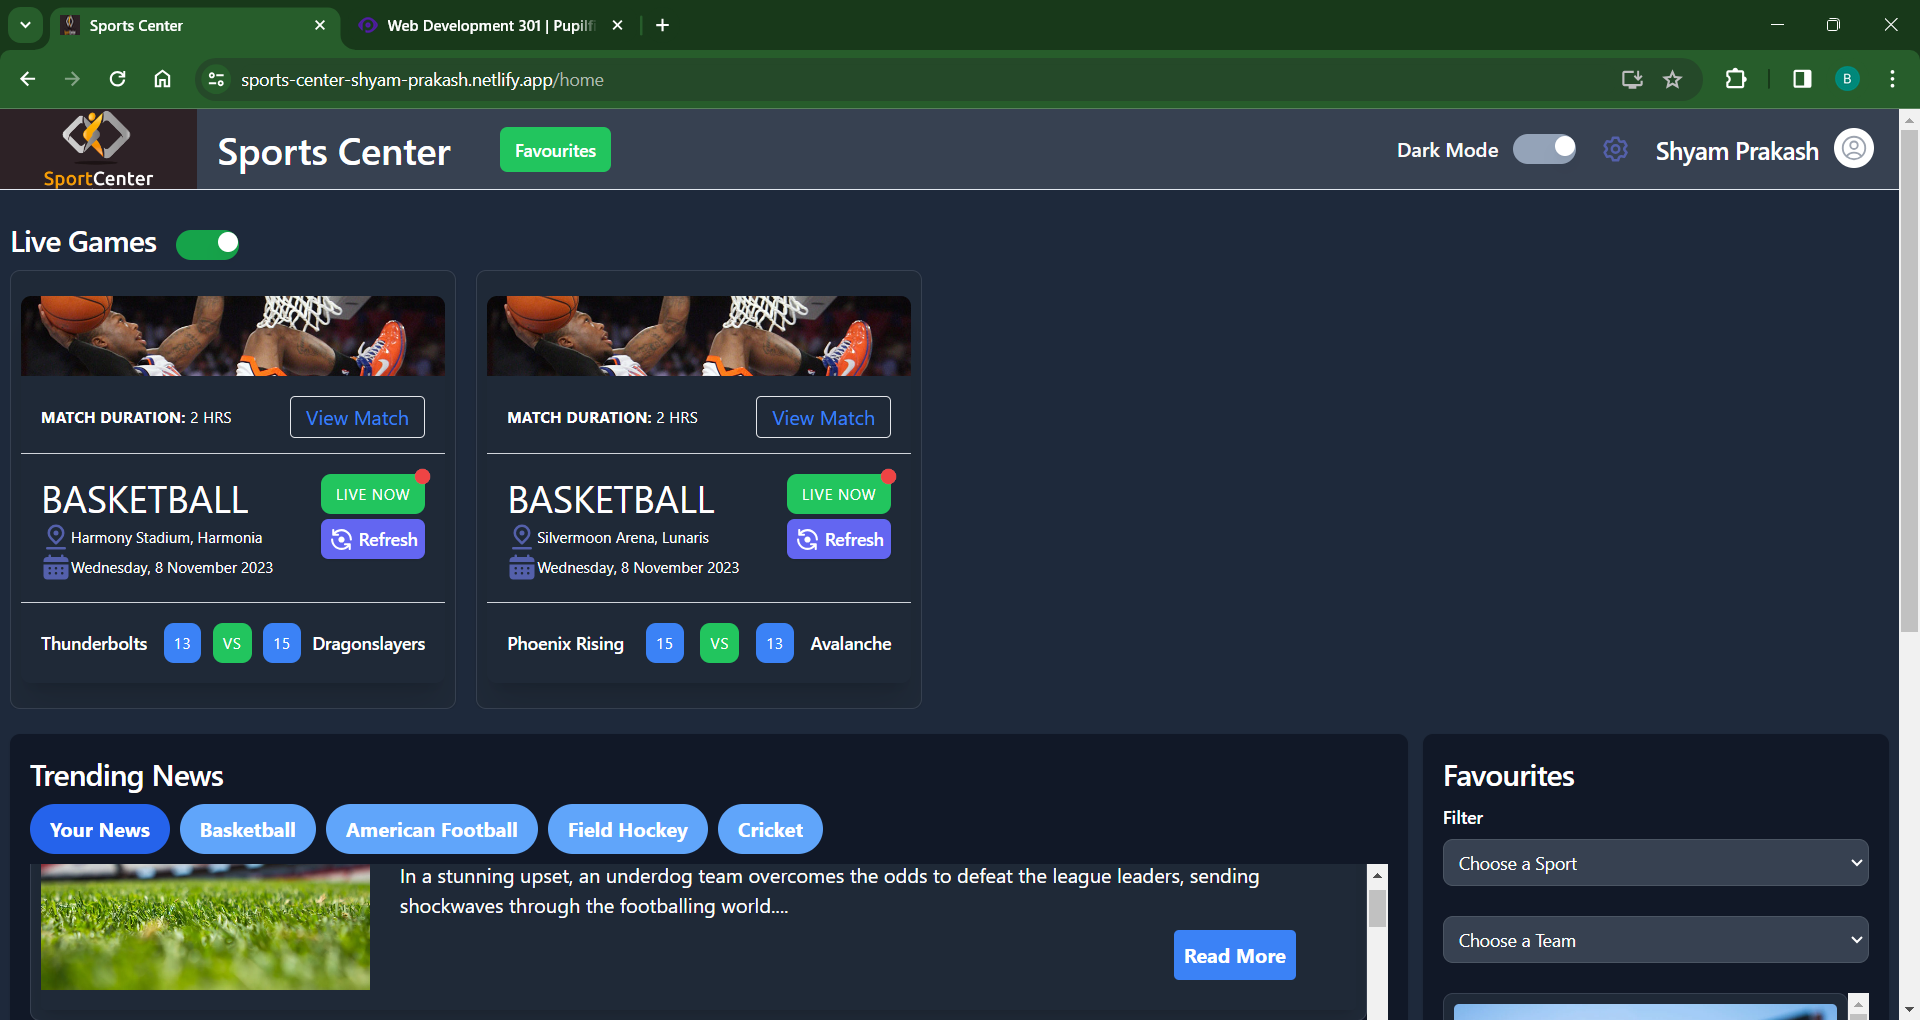 Sports Center
Web Development 301 | Pupilfi
sports-center-shyam-prakash.netlify.app/home
B
SportCenter
Sports Center
Favourites
Dark Mode
Shyam Prakash
Live Games
MATCH DURATION: 2 HRS
View Match
BASKETBALL
LIVE NOW
Harmony Stadium, Harmonia
Refresh
Wednesday, 8 November 2023
Thunderbolts 13 VS 15 Dragonslayers
MATCH DURATION: 2 HRS
View Match
BASKETBALL
LIVE NOW
Silvermoon Arena, Lunaris
Refresh
Wednesday, 8 November 2023
Phoenix Rising 15 VS 13 Avalanche
Trending News
Your News
Basketball
American Football
Field Hockey
Cricket
In a stunning upset, an underdog team overcomes the odds to defeat the league leaders, sending
shockwaves through the footballing world....
Read More
Favourites
Filter
Choose a Sport
Choose a Team